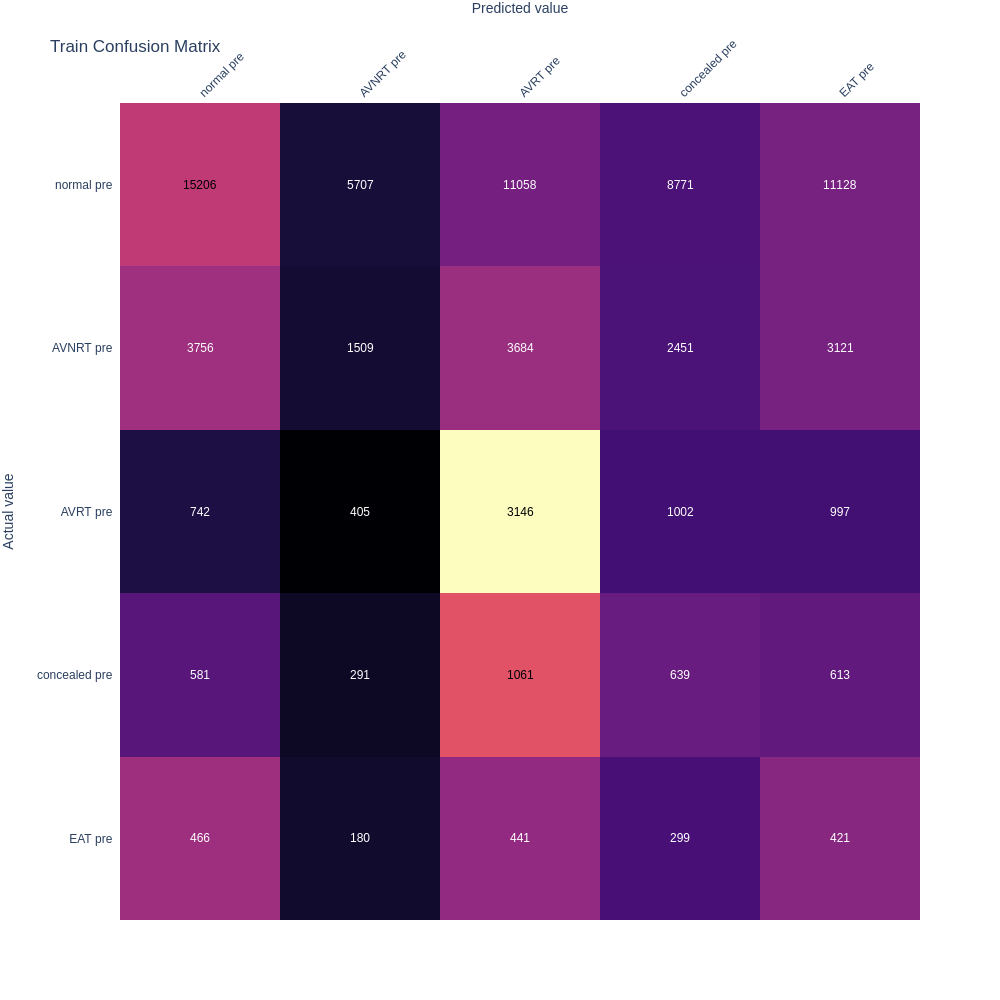 Predicted value
Train Confusion Matrix
normal pre
AVNRT pre
AVRT pre
concealed pre
EAT pre
normal pre 15206 5707 11058 8771 11128
AVNRT pre 3756 1509 3684 2451 3121
AVRT pre 742 405 3146 1002 997
concealed pre 581 291 1061 639 613
EAT pre 466 180 441 299 421
Actual value